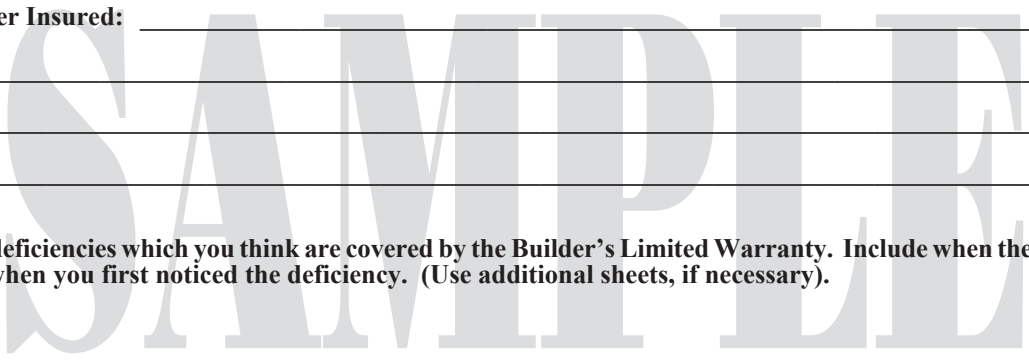 er Insured:
SAMPLE
deficiencies which you think are covered by the Builder's Limited Warranty.  Include when the
when you first noticed the deficiency.  (Use additional sheets, if necessary).